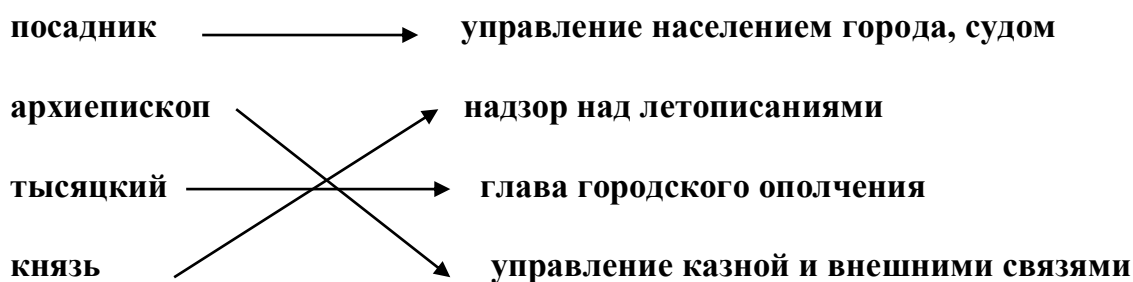 посадник управление населением города, судом
архиепископ надзор над летописаниями
тысяцкий глава городского ополчения
князь управление казной и внешними связями